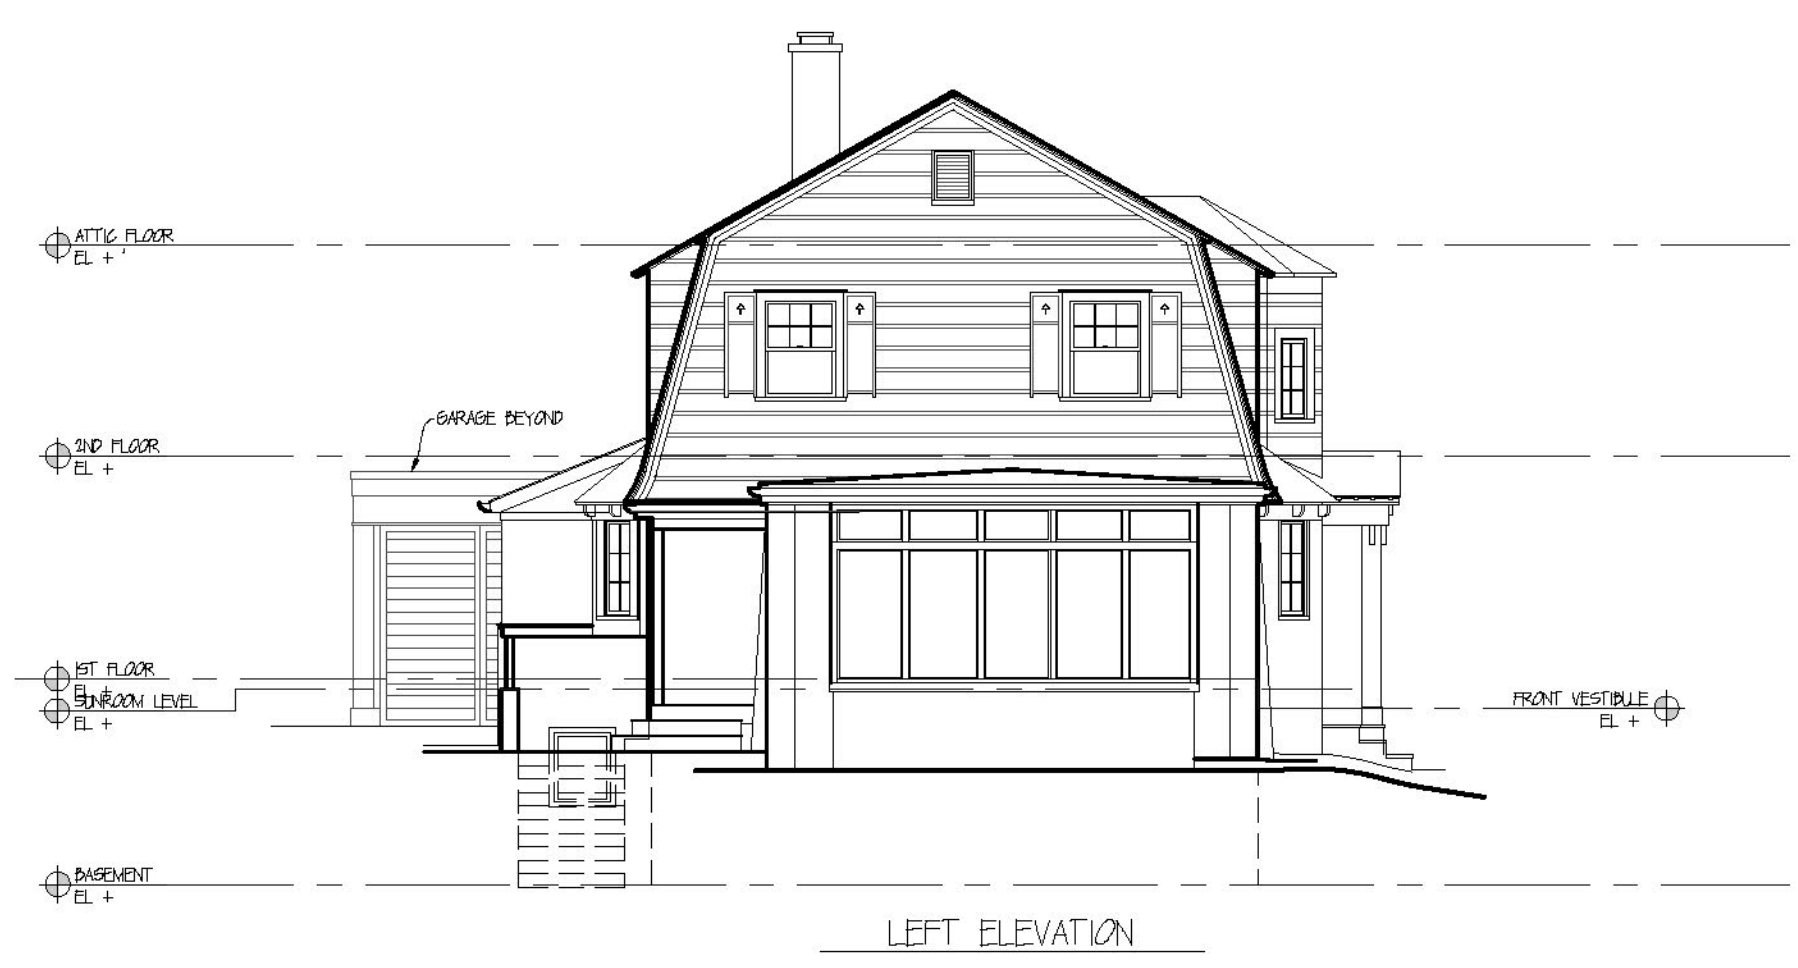 ATTIC FLOOR
EL + '
GARAGE BEYOND
2ND FLOOR
EL +
1ST FLOOR
EL +
SUNROOM LEVEL
EL +
FRONT VESTIBULE
EL +
BASEMENT
EL +
LEFT ELEVATION